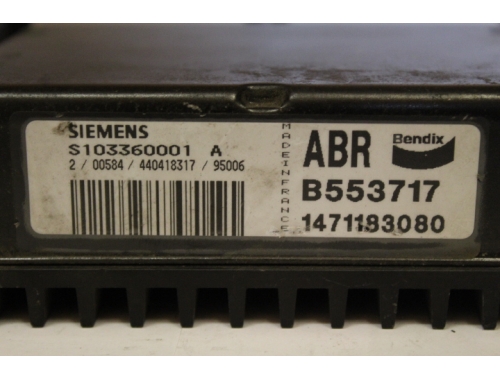 SIEMENS
S103360001 A
2 / 00584 / 440418317 / 95006
MADE IN FRANCE
ABR Bendix
B553717
1471183080